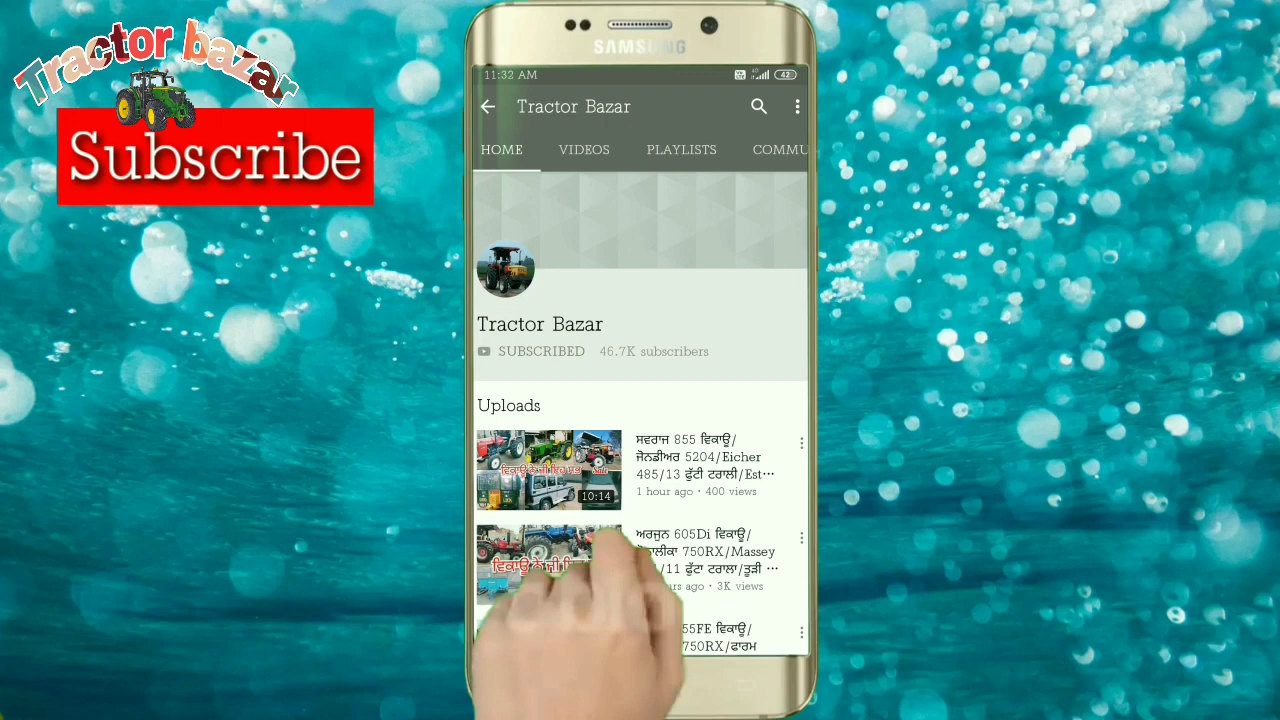 Tractor bazar
Subscribe
SAMSUNG
11:32 AM
42
Tractor Bazar
HOME VIDEOS PLAYLISTS COMMU
Tractor Bazar
SUBSCRIBED 46.7K subscribers
Uploads
ਸਵਰਾਜ 855 ਵਿਕਾਊ/
ਜੋਨਡੀਅਰ 5204/Eicher
485/13 ਫੁੱਟੀ ਟਰਾਲੀ/Est...
1 hour ago • 400 views
10:14
ਅਰਜੁਨ 605Di ਵਿਕਾਊ/
750RX/Massey
/11 ਫੁੱਟਾ ਟਰਾਲਾ/ਤੂੜੀ ...
ago • 3K views
ਵਿਕਾਊ ਨੇ ਜੀ
55FE ਵਿਕਾਊ/
750RX/ਫਾਰਮ